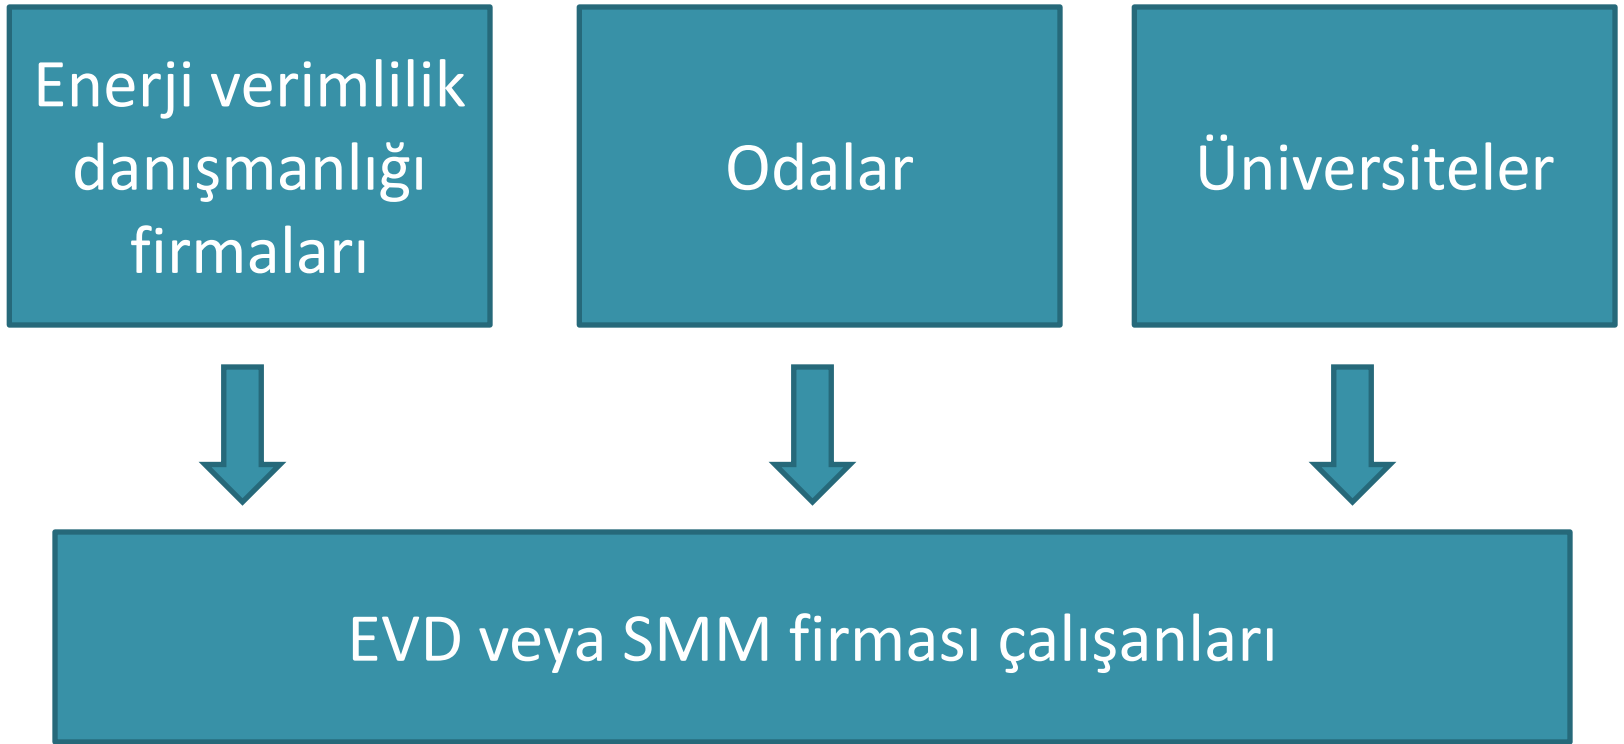 Enerji verimlilik
danışmanlığı
firmaları
Odalar
Üniversiteler
EVD veya SMM firması çalışanları